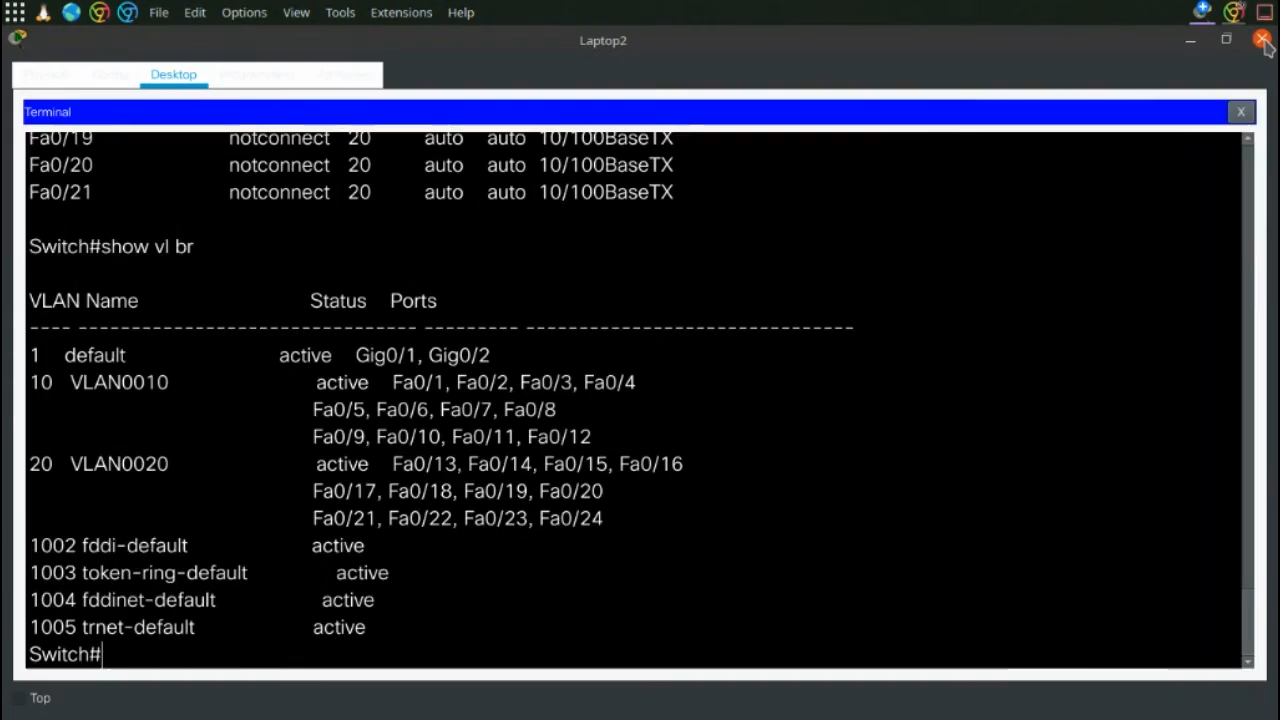 File Edit Options View Tools Extensions Help
Laptop2
Desktop
Terminal
X
Fa0/19 notconnect 20 auto auto 10/100BaseTX
Fa0/20 notconnect 20 auto auto 10/100BaseTX
Fa0/21 notconnect 20 auto auto 10/100BaseTX
Switch#show vl br
VLAN Name Status Ports
---- -------------------------------- --------- -------------------------------
1 default active Gig0/1, Gig0/2
10 VLAN0010 active Fa0/1, Fa0/2, Fa0/3, Fa0/4
Fa0/5, Fa0/6, Fa0/7, Fa0/8
Fa0/9, Fa0/10, Fa0/11, Fa0/12
20 VLAN0020 active Fa0/13, Fa0/14, Fa0/15, Fa0/16
Fa0/17, Fa0/18, Fa0/19, Fa0/20
Fa0/21, Fa0/22, Fa0/23, Fa0/24
1002 fddi-default active
1003 token-ring-default active
1004 fddinet-default active
1005 trnet-default active
Switch#
Top